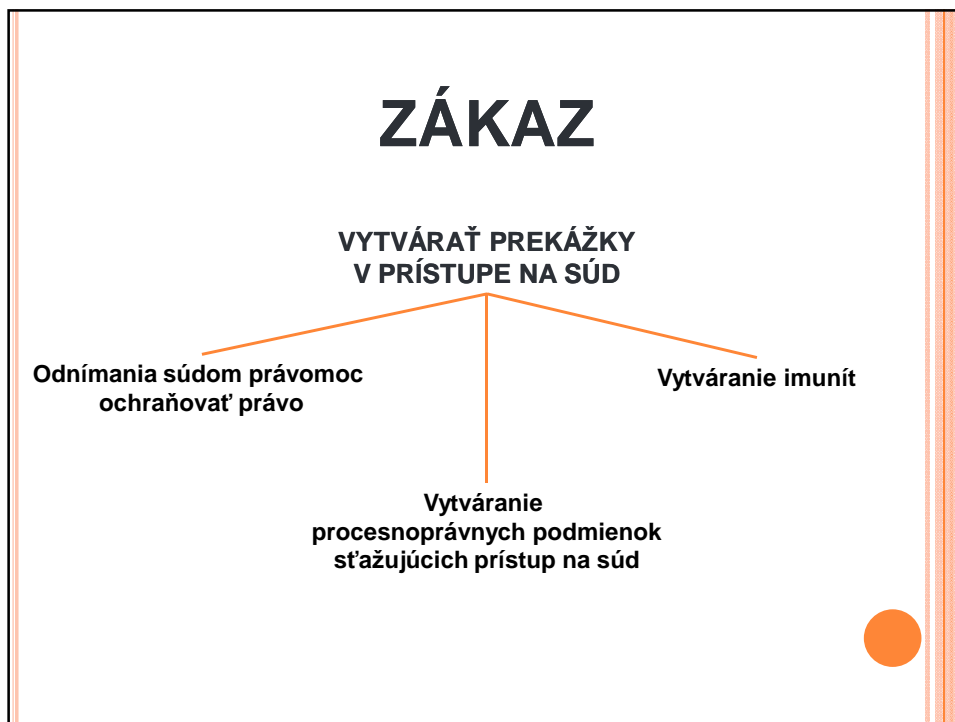 ZÁKAZ
VYTVÁRAŤ PREKÁŽKY
V PRÍSTUPE NA SÚD
Odnímania súdom právomoc
ochraňovať právo
Vytváranie
procesnoprávnych podmienok
sťažujúcich prístup na súd
Vytváranie imunít